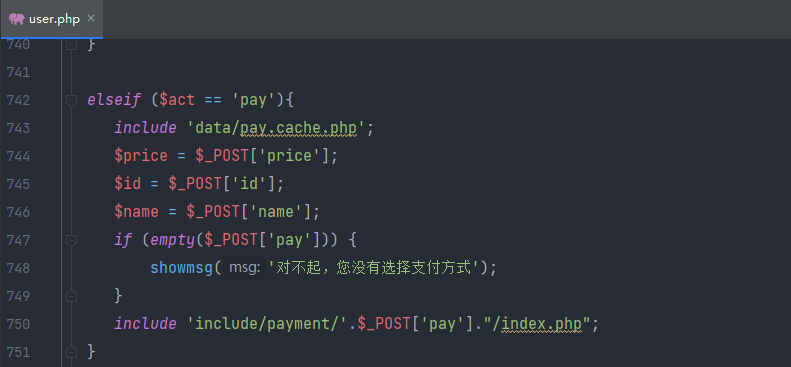 user.php ×
740 }
741
742 elseif ($act == 'pay'){
743 include 'data/pay.cache.php';
744 $price = $_POST['price'];
745 $id = $_POST['id'];
746 $name = $_POST['name'];
747 if (empty($_POST['pay'])) {
748 showmsg( msg: '对不起，您没有选择支付方式');
749 }
750 include 'include/payment/'.$_POST['pay']."/index.php";
751 }